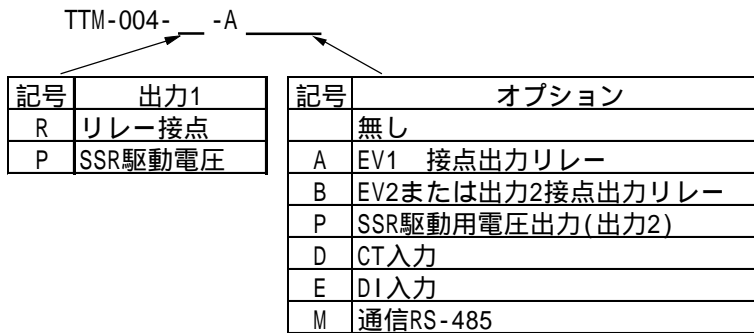 TTM-004-__ -A ____
記号 出力1
R リレー接点
P SSR駆動電圧
記号 オプション
無し
A EV1 接点出力リレー
B EV2または出力2接点出力リレー
P SSR駆動用電圧出力(出力2)
D CT入力
E DI入力
M 通信RS-485